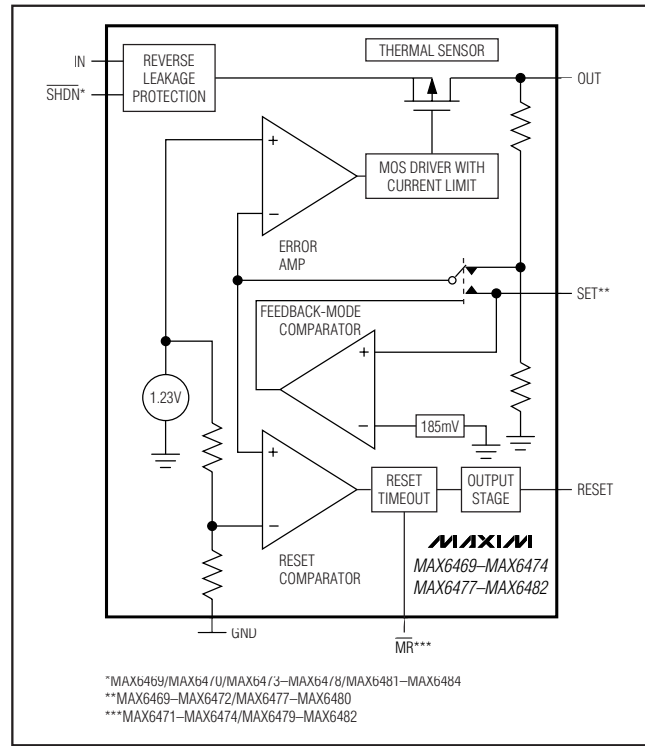 THERMAL SENSOR
IN
REVERSE
LEAKAGE
PROTECTION
SHDN*
OUT
+
MOS DRIVER WITH
CURRENT LIMIT
−
ERROR
AMP
SET**
FEEDBACK-MODE
COMPARATOR
+
1.23V
−
185mV
+
RESET
TIMEOUT
OUTPUT
STAGE
RESET
−
RESET
COMPARATOR
MAXIM
MAX6469–MAX6474
MAX6477–MAX6482
GND
MR***
*MAX6469/MAX6470/MAX6473–MAX6478/MAX6481–MAX6484
**MAX6469–MAX6472/MAX6477–MAX6480
***MAX6471–MAX6474/MAX6479–MAX6482